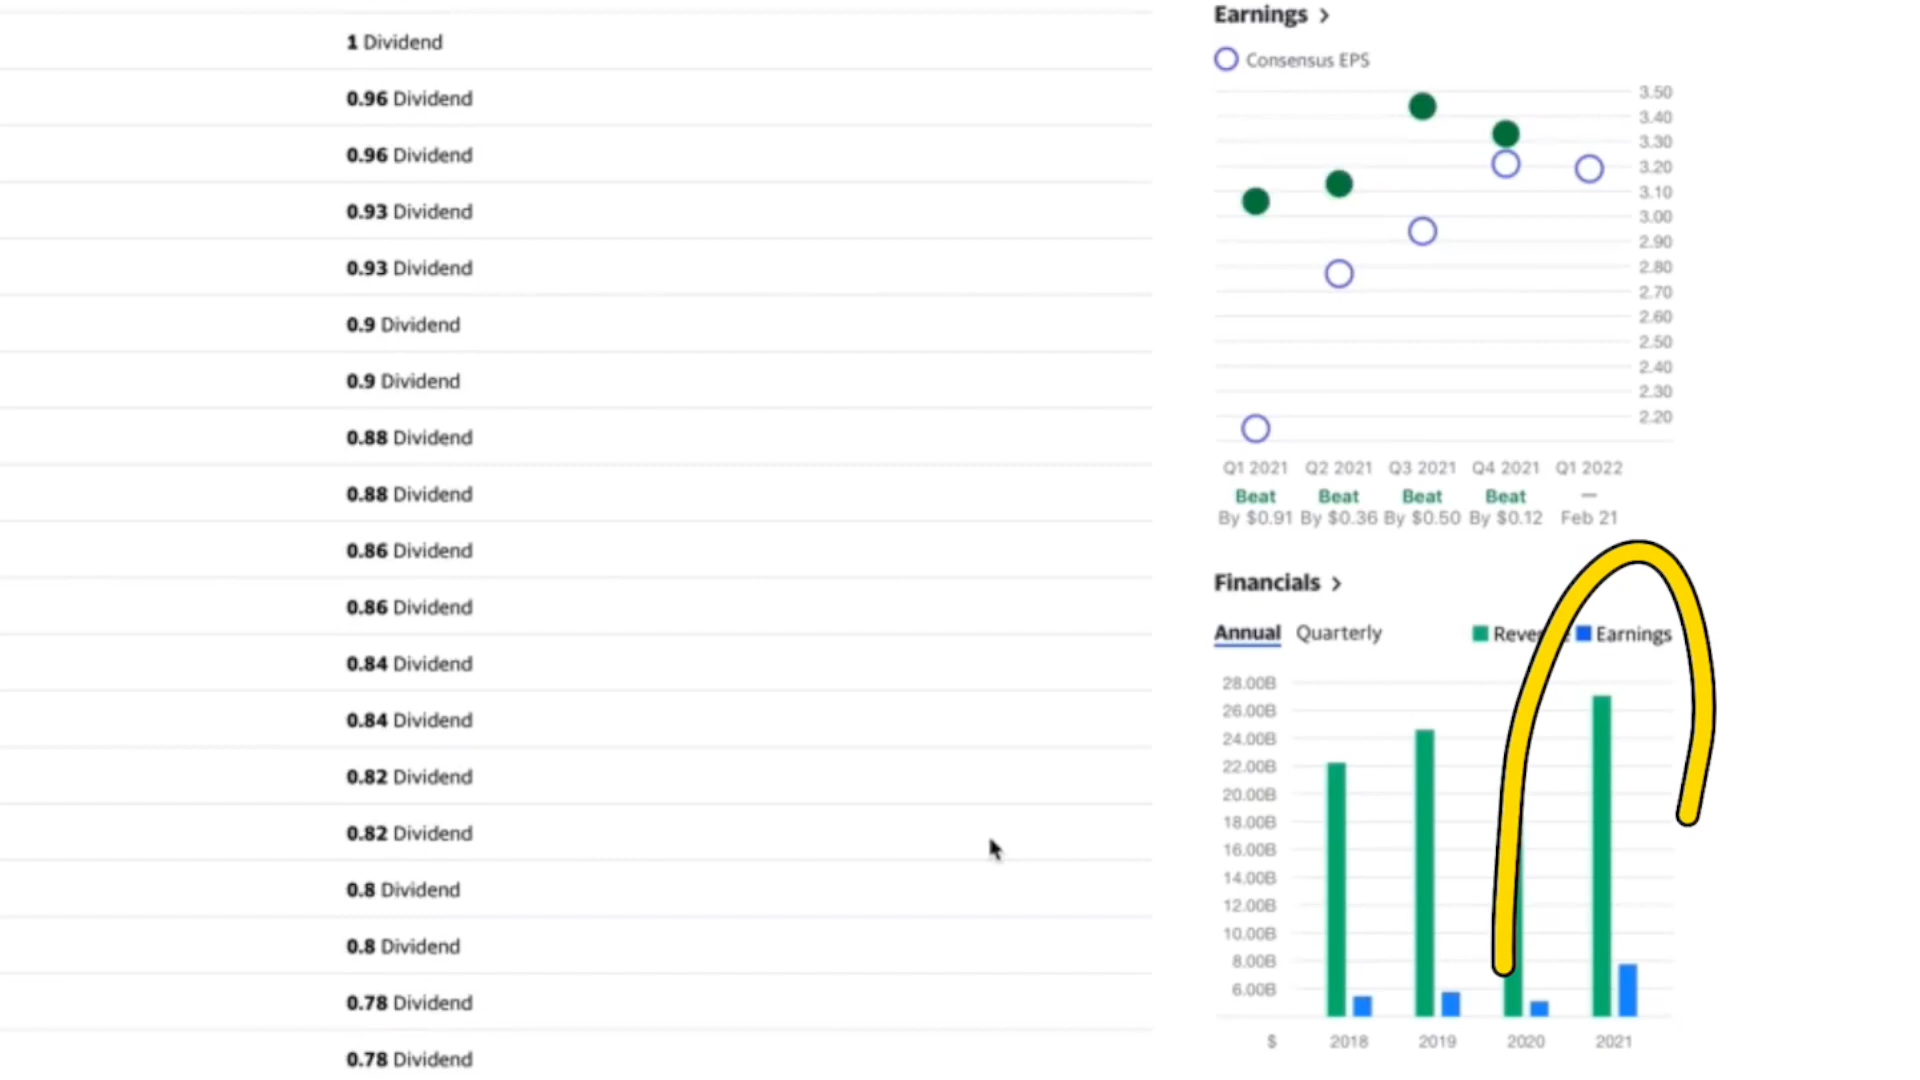 1 Dividend
0.96 Dividend
0.96 Dividend
0.93 Dividend
0.93 Dividend
0.9 Dividend
0.9 Dividend
0.88 Dividend
0.88 Dividend
0.86 Dividend
0.86 Dividend
0.84 Dividend
0.84 Dividend
0.82 Dividend
0.82 Dividend
0.8 Dividend
0.8 Dividend
0.78 Dividend
0.78 Dividend
Earnings >
Consensus EPS
3.50
3.40
3.30
3.20
3.10
3.00
2.90
2.80
2.70
2.60
2.50
2.40
2.30
2.20
Q1 2021 Q2 2021 Q3 2021 Q4 2021 Q1 2022
Beat Beat Beat Beat —
By $0.91 By $0.36 By $0.50 By $0.12 Feb 21
Financials >
Annual Quarterly Earnings
28.00B
26.00B
24.00B
22.00B
20.00B
18.00B
16.00B
14.00B
12.00B
10.00B
8.00B
6.00B
$ 2018 2019 2020 2021